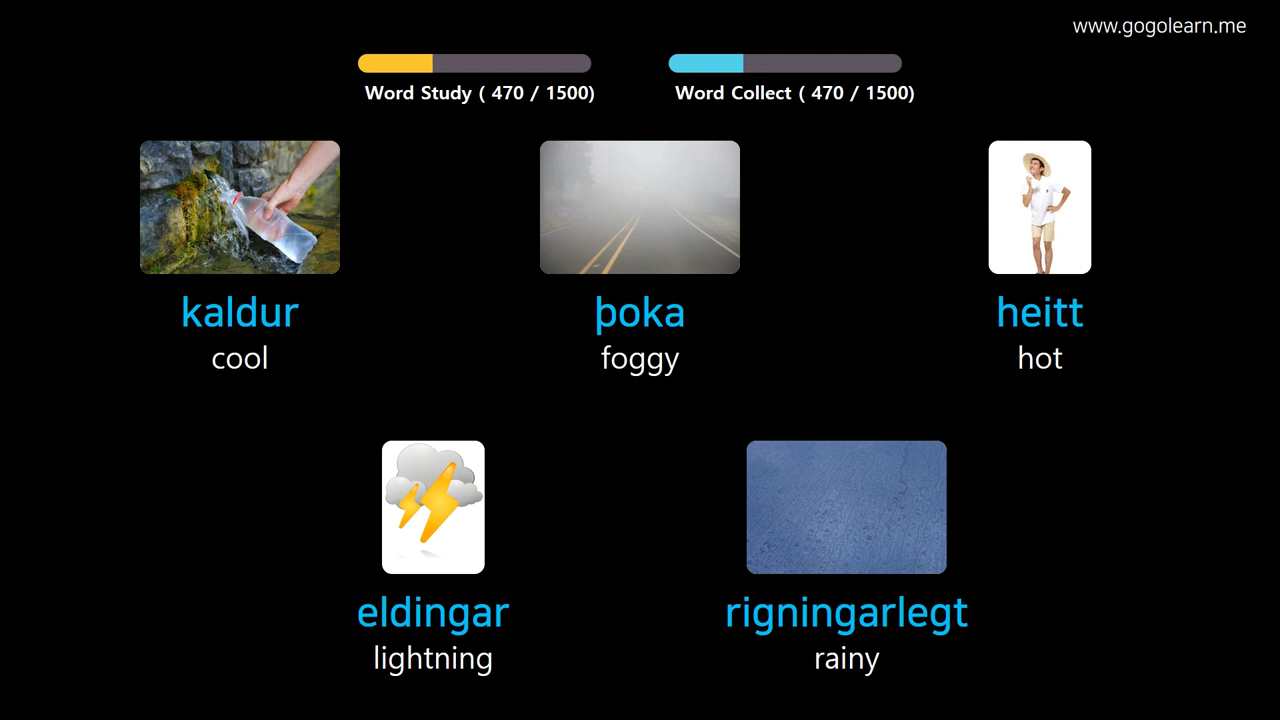 www.gogolearn.me
Word Study ( 470 / 1500)
Word Collect ( 470 / 1500)
kaldur
cool
þoka
foggy
heitt
hot
eldingar
lightning
rigningarlegt
rainy